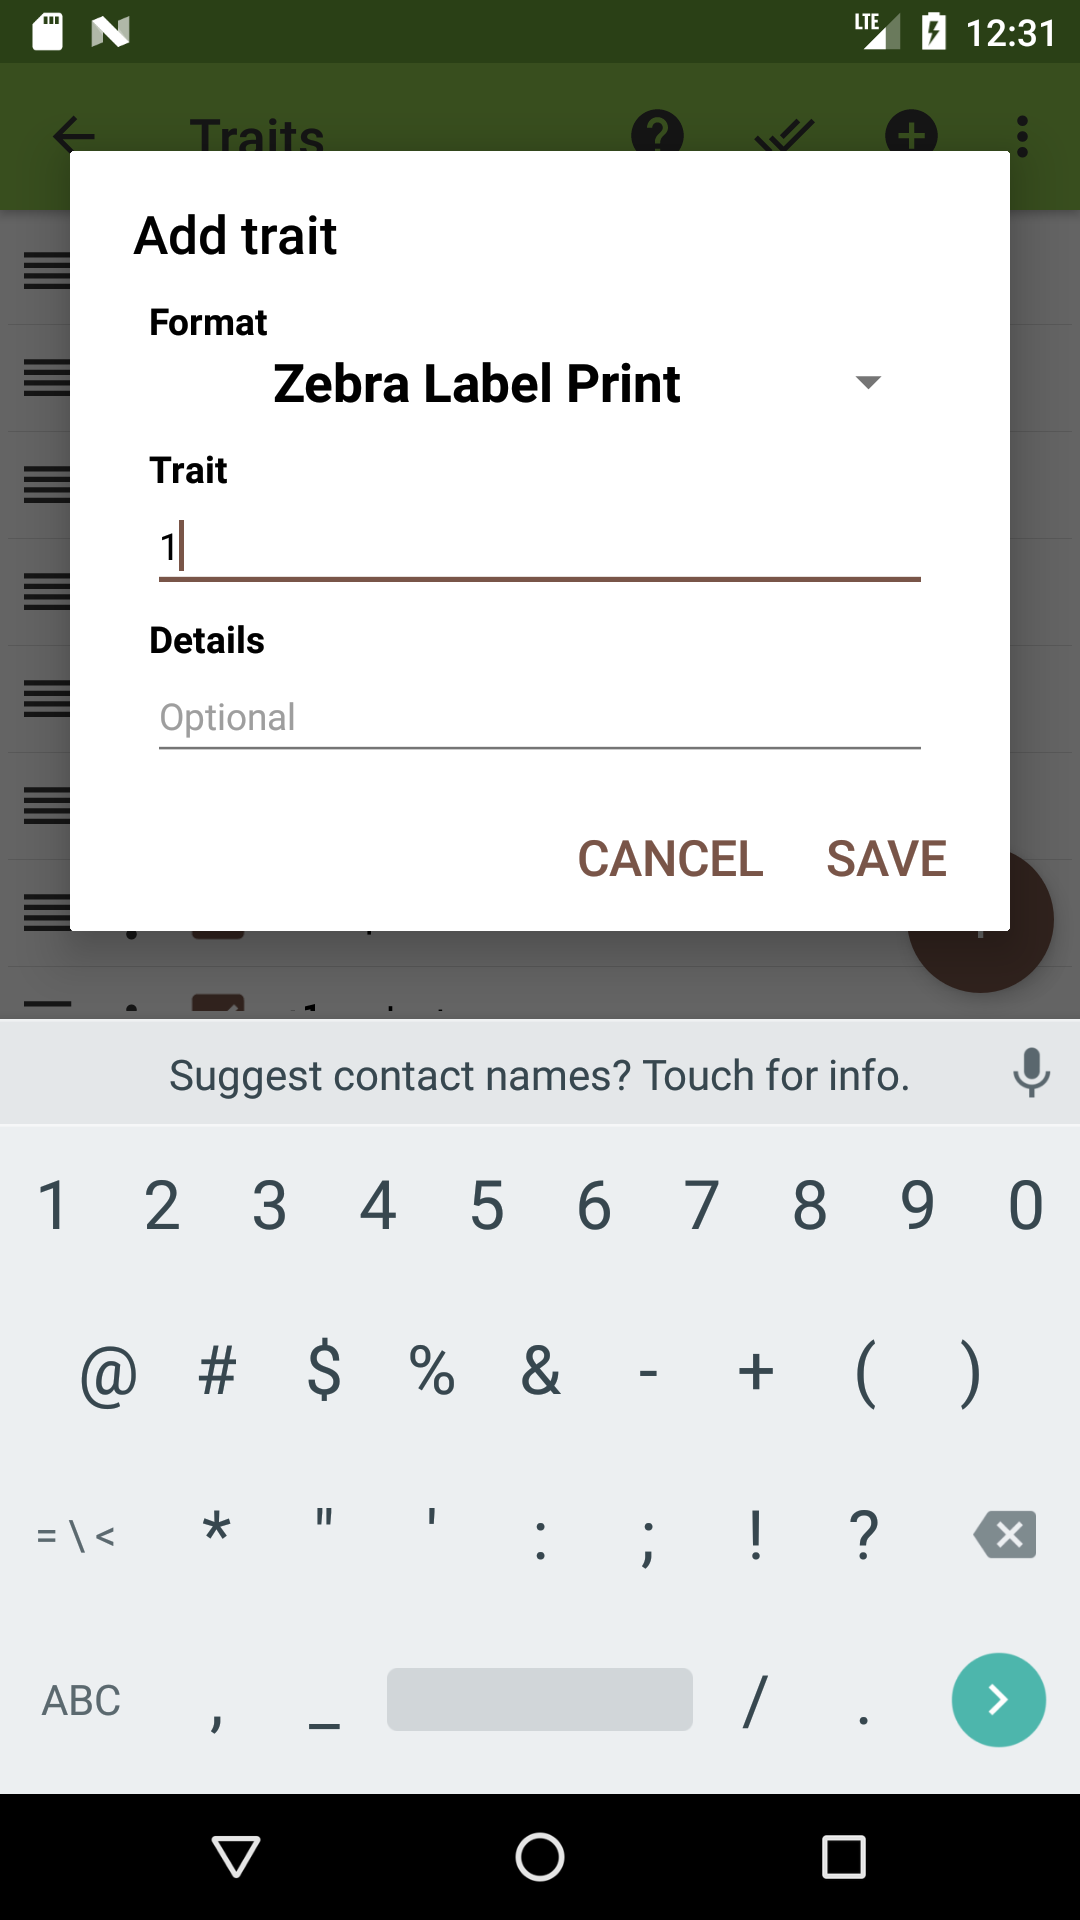 LTE 12:31
Traits
Add trait
Format
Zebra Label Print
Trait
1
Details
Optional
CANCEL SAVE
Suggest contact names? Touch for info.
1 2 3 4 5 6 7 8 9 0
@ # $ % & - + ( )
= \ < * " ' : ; ! ?
ABC , _ / .